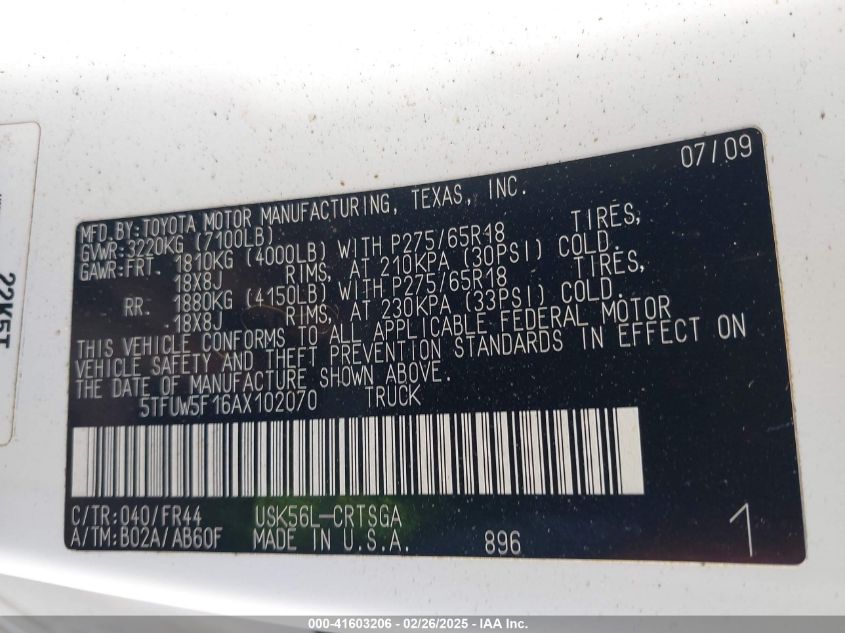 07/09
MFD.BY:TOYOTA MOTOR MANUFACTURING, TEXAS, INC.
GVWR:3220KG (7100LB)
GAWR:FRT. 1810KG (4000LB) WITH P275/65R18 TIRES,
18X8J RIMS, AT 210KPA (30PSI) COLD.
RR. 1880KG (4150LB) WITH P275/65R18 TIRES,
18X8J RIMS, AT 230KPA (33PSI) COLD.
THIS VEHICLE CONFORMS TO ALL APPLICABLE FEDERAL MOTOR
VEHICLE SAFETY AND THEFT PREVENTION STANDARDS IN EFFECT ON
THE DATE OF MANUFACTURE SHOWN ABOVE.
5TFUW5F16AX102070 TRUCK
C/TR:040/FR44 USK56L-CRTSGA
A/TM:B02A/AB60F MADE IN U.S.A. 896 1
22K5T
000-41603206 - 02/26/2025 - IAA Inc.